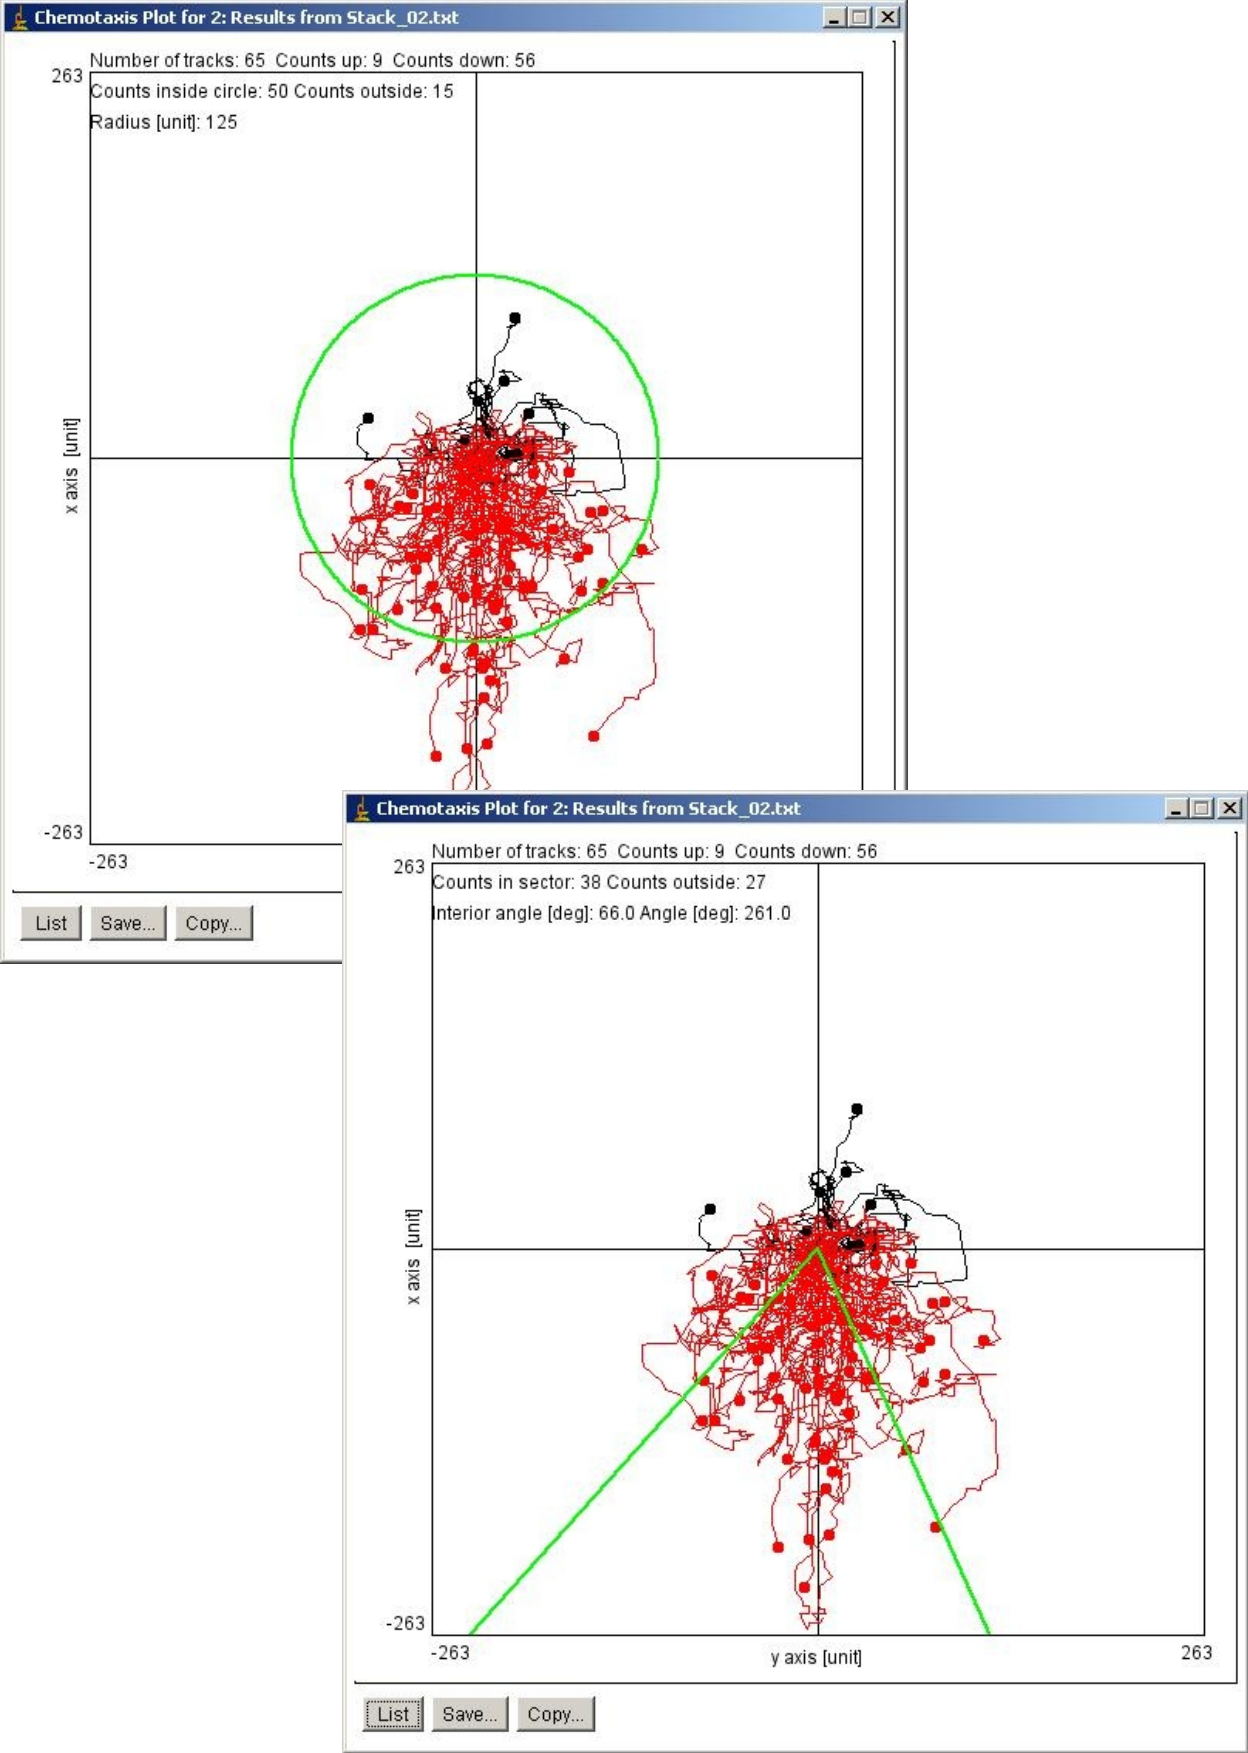 Chemotaxis Plot for 2: Results from Stack_02.txt
Number of tracks: 65 Counts up: 9 Counts down: 56
263
Counts inside circle: 50 Counts outside: 15
Radius [unit]: 125
x axis [unit]
-263
-263
List Save... Copy...
Chemotaxis Plot for 2: Results from Stack_02.txt
Number of tracks: 65 Counts up: 9 Counts down: 56
263
Counts in sector: 38 Counts outside: 27
Interior angle [deg]: 66.0 Angle [deg]: 261.0
x axis [unit]
-263
-263 y axis [unit] 263
List Save... Copy...